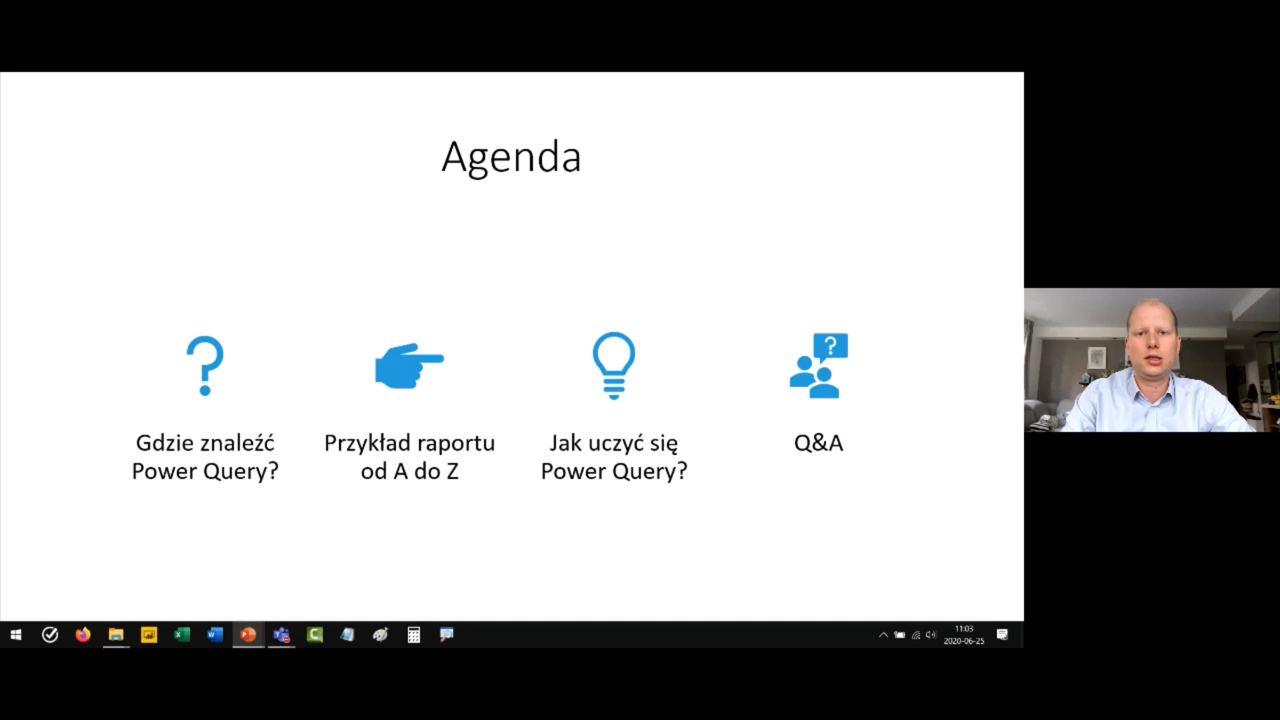 Agenda
?
Gdzie znaleźć
Power Query?
Przykład raportu
od A do Z
Jak uczyć się
Power Query?
Q&A
11:03
2020-06-25